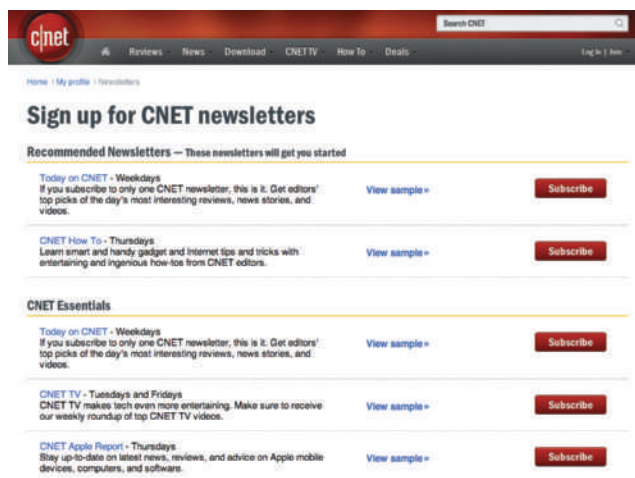 c|net
Search CNET
Reviews News Download CNET TV How To Deals
Log In | Join
Home My profile Newsletters
Sign up for CNET newsletters
Recommended Newsletters — These newsletters will get you started
Today on CNET - Weekdays
If you subscribe to only one CNET newsletter, this is it. Get editors'
top picks of the day's most interesting reviews, news stories, and
videos.
View sample »
Subscribe
CNET How To - Thursdays
Learn smart and handy gadget and Internet tips and tricks with
entertaining and ingenious how-tos from CNET editors.
View sample »
Subscribe
CNET Essentials
Today on CNET - Weekdays
If you subscribe to only one CNET newsletter, this is it. Get editors'
top picks of the day's most interesting reviews, news stories, and
videos.
View sample »
Subscribe
CNET TV - Tuesdays and Fridays
CNET TV makes tech even more entertaining. Make sure to receive
our weekly roundup of top CNET TV videos.
View sample »
Subscribe
CNET Apple Report - Thursdays
Stay up-to-date on latest news, reviews, and advice on Apple mobile
devices, computers, and software.
View sample »
Subscribe